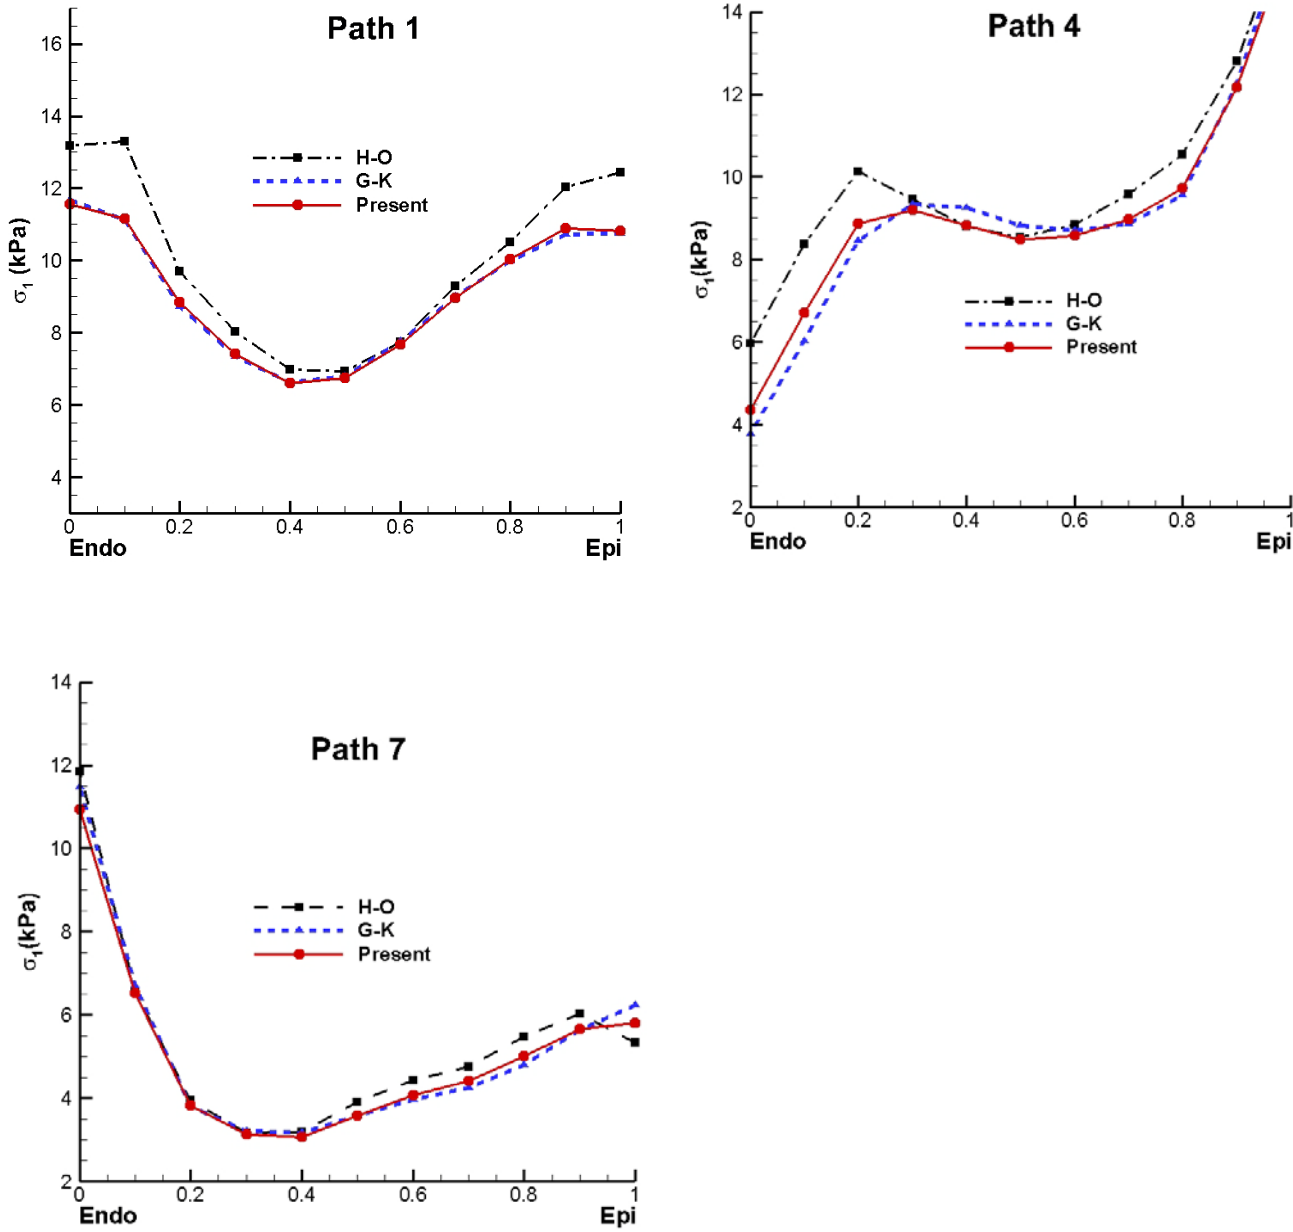 Path 1
16
14
12
10
8
6
4
σ1 (kPa)
H-O
G-K
Present
0 0.2 0.4 0.6 0.8 1
Endo Epi
Path 4
14
12
10
8
6
4
2
σ1(kPa)
H-O
G-K
Present
0 0.2 0.4 0.6 0.8 1
Endo Epi
Path 7
14
12
10
8
6
4
2
σ1(kPa)
H-O
G-K
Present
0 0.2 0.4 0.6 0.8 1
Endo Epi